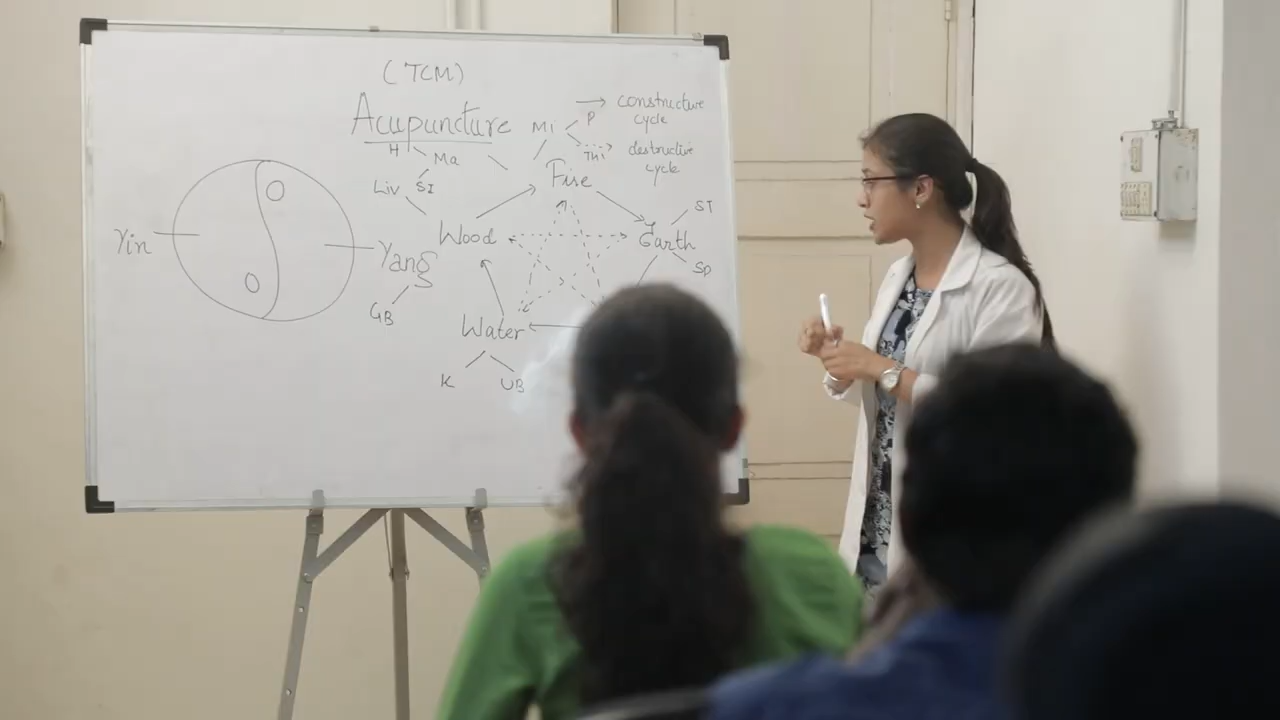 (TCM)
Acupuncture
Mi
P
constructive
cycle
Thi
destructive
cycle
H
Ma
Liv
SI
Fire
ST
Wood
Earth
SP
Yin
Yang
GB
Water
K
UB